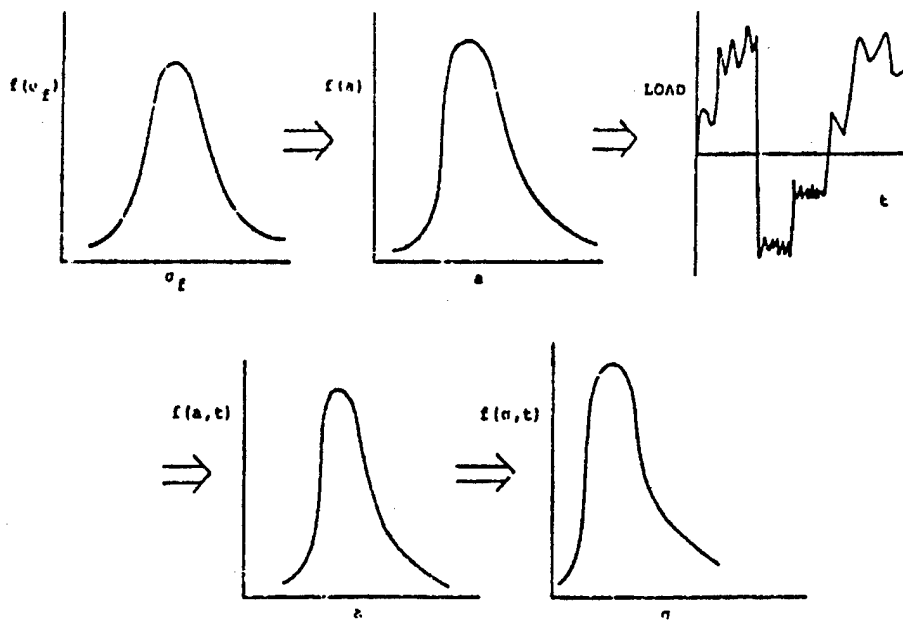 f(σ_f)
σ_f
f(a)
a
LOAD
t
f(a,t)
a
f(σ,t)
σ